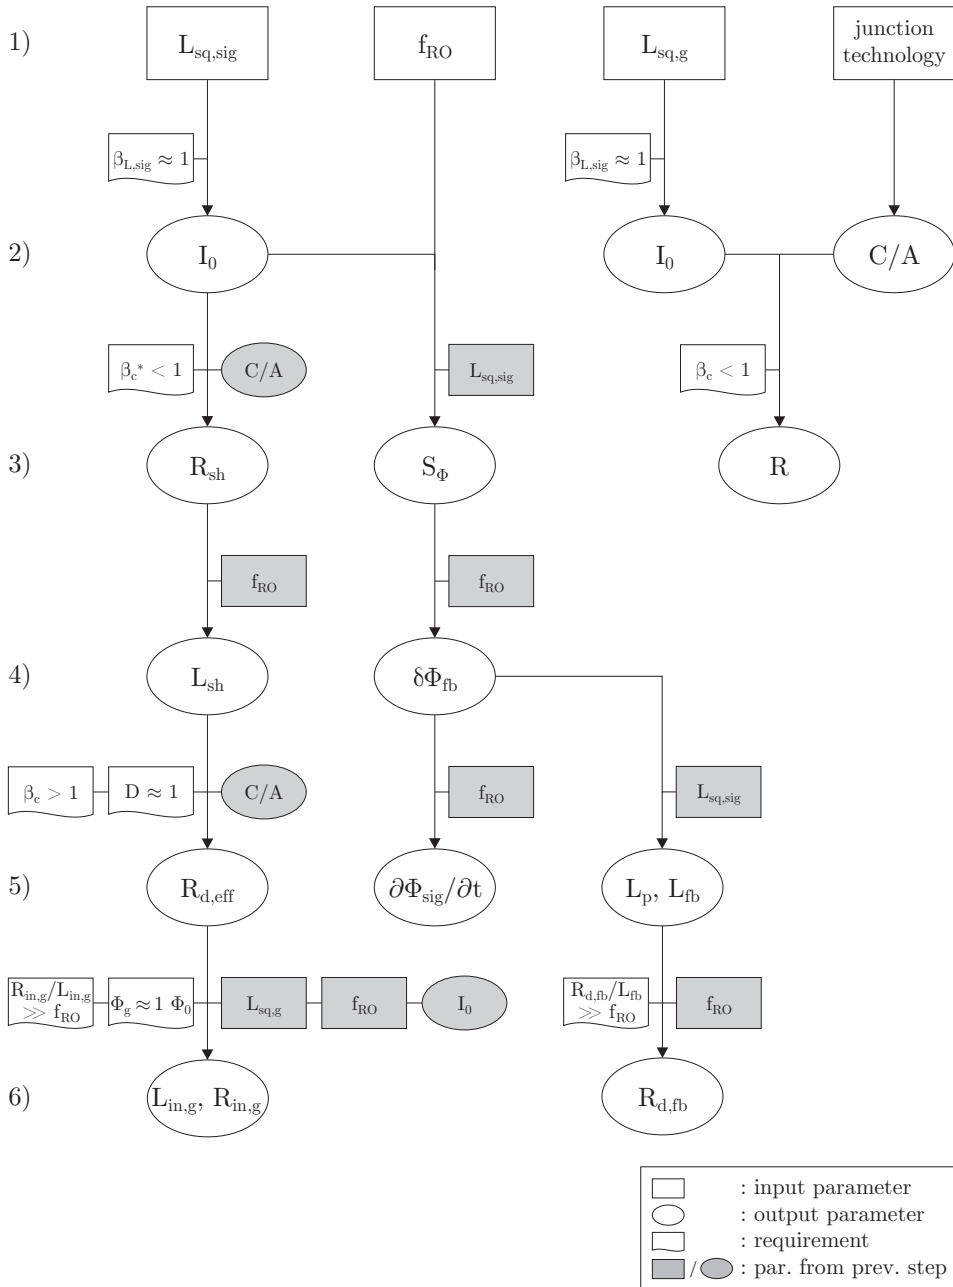 1)
L_sq,sig
f_RO
L_sq,g
junction
technology
β_L,sig ≈ 1
β_L,sig ≈ 1
2)
I_0
I_0
C/A
β_c* < 1
C/A
L_sq,sig
β_c < 1
3)
R_sh
S_Φ
R
f_RO
f_RO
4)
L_sh
δΦ_fb
β_c > 1
D ≈ 1
C/A
f_RO
L_sq,sig
5)
R_d,eff
∂Φ_sig/∂t
L_p, L_fb
R_in,g/L_in,g
≫ f_RO
Φ_g ≈ 1 Φ_0
L_sq,g
f_RO
I_0
R_d,fb/L_fb
≫ f_RO
f_RO
6)
L_in,g, R_in,g
R_d,fb
: input parameter
: output parameter
: requirement
/ : par. from prev. step